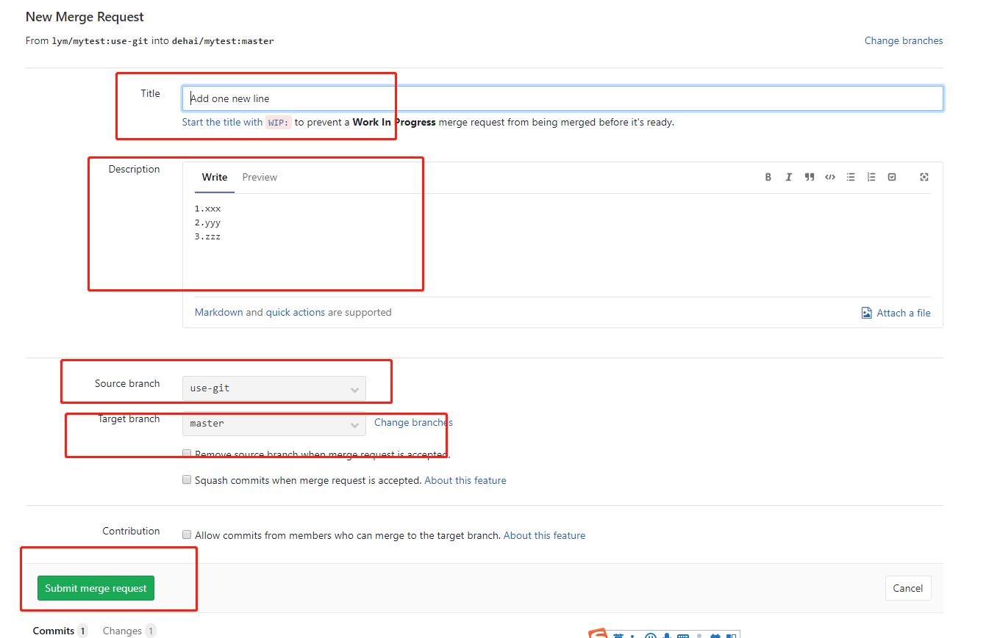 New Merge Request
From lym/mytest:use-git into dehai/mytest:master
Change branches
Title
Add one new line
Start the title with WIP: to prevent a Work In Progress merge request from being merged before it's ready.
Description
Write Preview
1.xxx
2.yyy
3.zzz
Markdown and quick actions are supported
Attach a file
Source branch
use-git
Target branch
master
Change branches
Remove source branch when merge request is accepted.
Squash commits when merge request is accepted. About this feature
Contribution
Allow commits from members who can merge to the target branch. About this feature
Submit merge request
Cancel
Commits 1 Changes 1